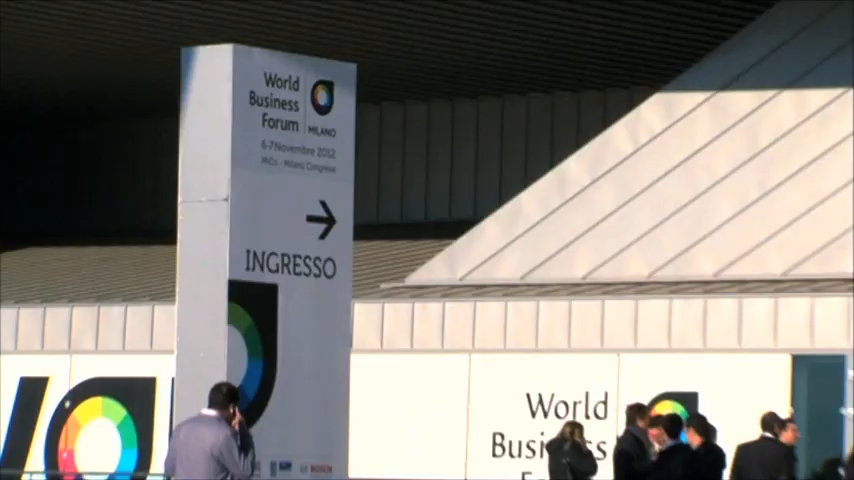 World
Business
Forum
MILANO
6-7 Novembre 2012
MiCo - Milano Congressi
INGRESSO
BOSCH
World
Business